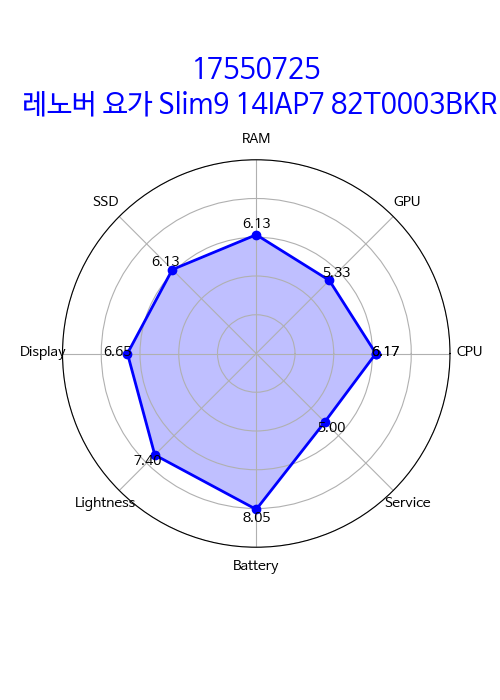 17550725
레노버 요가 Slim9 14IAP7 82T0003BKR
RAM
SSD
GPU
6.13
6.13
5.33
Display
6.65
6.17
CPU
7.40
5.00
Lightness
Service
8.05
Battery